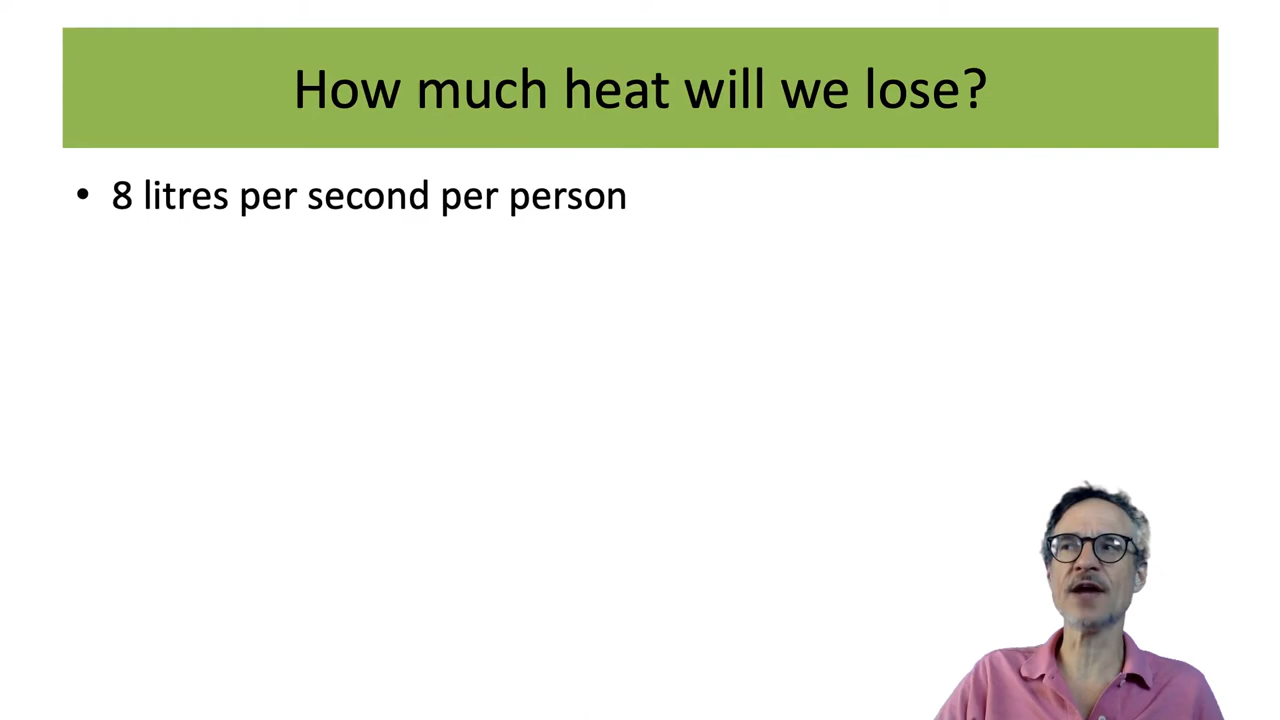 How much heat will we lose?
• 8 litres per second per person